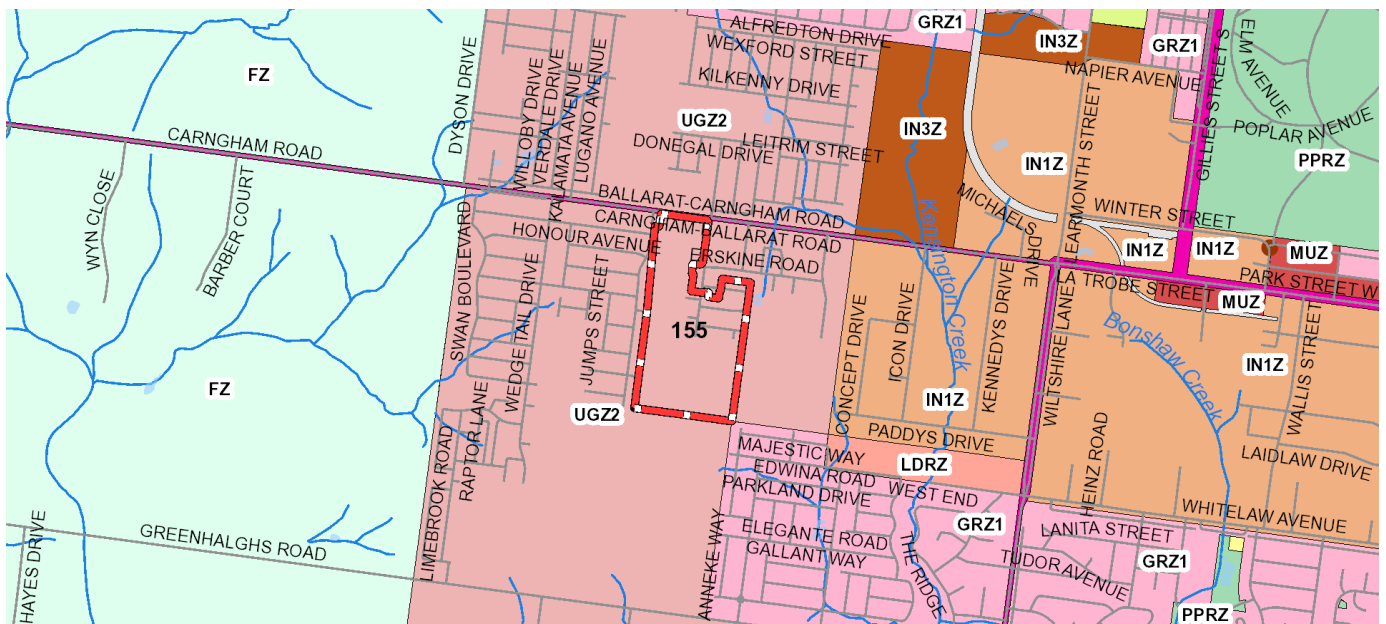 ALFREDTON DRIVE
GRZ1
IN3Z
GRZ1
ELM AVENUE
WEXFORD STREET
KILKENNY DRIVE
NAPIER AVENUE
GILLIES STREET S
POPLAR AVENUE
PPRZ
FZ
DYSON DRIVE
WILLOBY DRIVE
VERDALE DRIVE
KALAMATA AVENUE
LUGANO AVENUE
UGZ2
LEITRIM STREET
DONEGAL DRIVE
IN3Z
IN1Z
LEARMONTH STREET
CARNGHAM ROAD
WYN CLOSE
BARBER COURT
SWAN BOULEVARD
BALLARAT-CARNGHAM ROAD
CARNGHAM-BALLARAT ROAD
HONOUR AVENUE
ERSKINE ROAD
Kensington Creek
MICHAELS DRIVE
WINTER STREET
IN1Z
IN1Z
MUZ
PARK STREET W
LA TROBE STREET
MUZ
WEDGE TAIL DRIVE
JUMPS STREET
155
CONCEPT DRIVE
ICON DRIVE
KENNEDYS DRIVE
WILTSHIRE LANE
Bonshaw Creek
IN1Z
WALLIS STREET
FZ
UGZ2
IN1Z
RAPTOR LANE
PADDYS DRIVE
HEINZ ROAD
LAIDLAW DRIVE
LIMEBROOK ROAD
MAJESTIC WAY
LDRZ
EDWINA ROAD
WEST END
PARKLAND DRIVE
WHITELAW AVENUE
GRZ1
LANITA STREET
HAYES DRIVE
GREENHALGHS ROAD
ANNEKE WAY
ELEGANTE ROAD
GALLANT WAY
THE RIDGE
TUDOR AVENUE
GRZ1
PPRZ